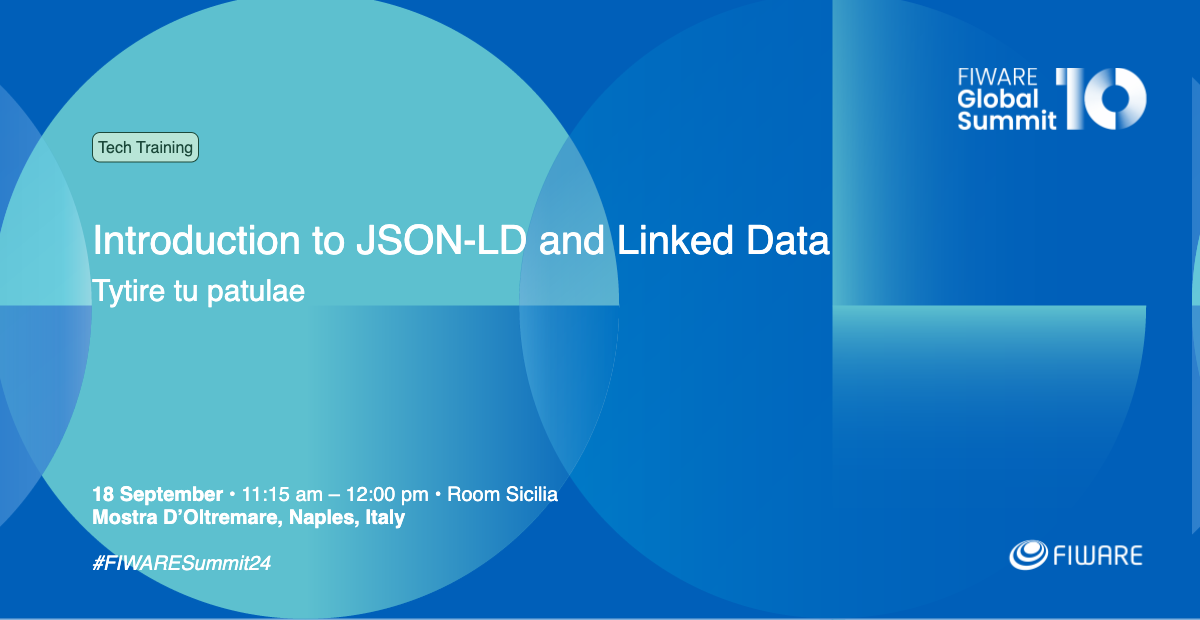 FIWARE
Global
Summit
10
Tech Training
Introduction to JSON-LD and Linked Data
Tytire tu patulae
18 September • 11:15 am – 12:00 pm • Room Sicilia
Mostra D’Oltremare, Naples, Italy
#FIWARESummit24
FIWARE